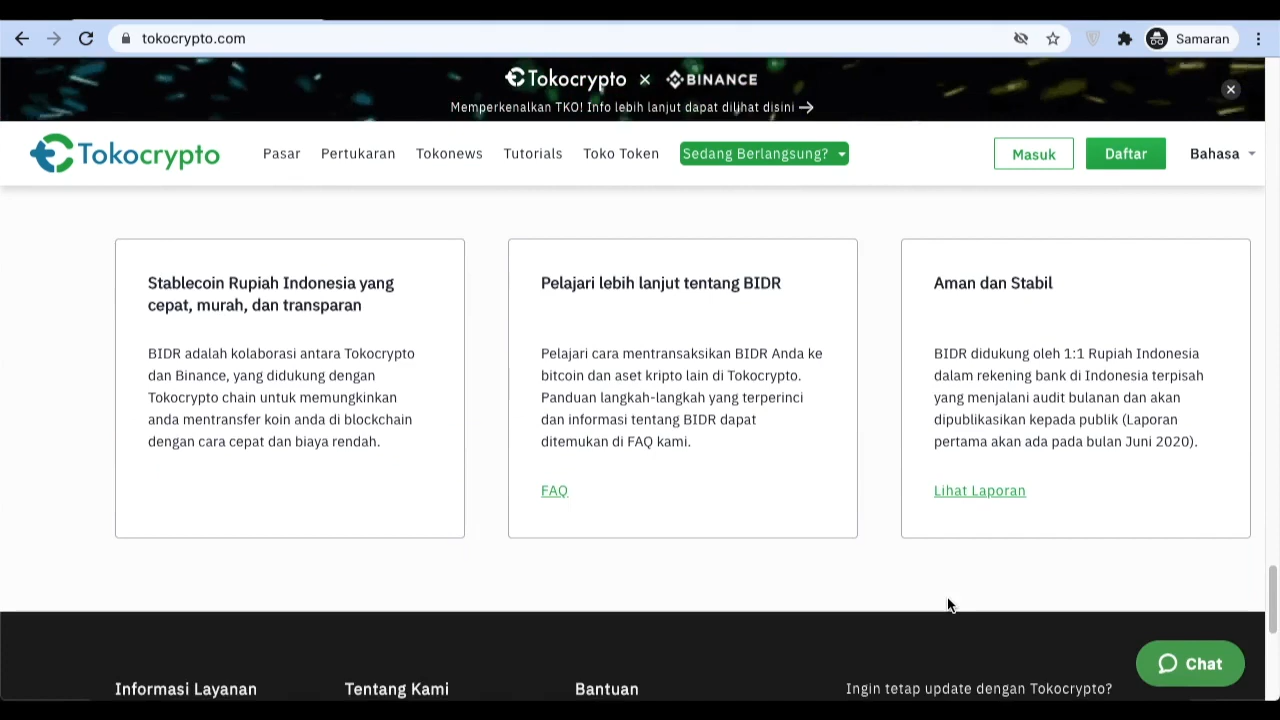 tokocrypto.com
Samaran
Tokocrypto x BINANCE
Memperkenalkan TKO! Info lebih lanjut dapat dilihat disini →
Tokocrypto
Pasar
Pertukaran
Tokonews
Tutorials
Toko Token
Sedang Berlangsung?
Masuk
Daftar
Bahasa
Stablecoin Rupiah Indonesia yang
cepat, murah, dan transparan
BIDR adalah kolaborasi antara Tokocrypto
dan Binance, yang didukung dengan
Tokocrypto chain untuk memungkinkan
anda mentransfer koin anda di blockchain
dengan cara cepat dan biaya rendah.
Pelajari lebih lanjut tentang BIDR
Pelajari cara mentransaksikan BIDR Anda ke
bitcoin dan aset kripto lain di Tokocrypto.
Panduan langkah-langkah yang terperinci
dan informasi tentang BIDR dapat
ditemukan di FAQ kami.
FAQ
Aman dan Stabil
BIDR didukung oleh 1:1 Rupiah Indonesia
dalam rekening bank di Indonesia terpisah
yang menjalani audit bulanan dan akan
dipublikasikan kepada publik (Laporan
pertama akan ada pada bulan Juni 2020).
Lihat Laporan
Chat
Informasi Layanan
Tentang Kami
Bantuan
Ingin tetap update dengan Tokocrypto?